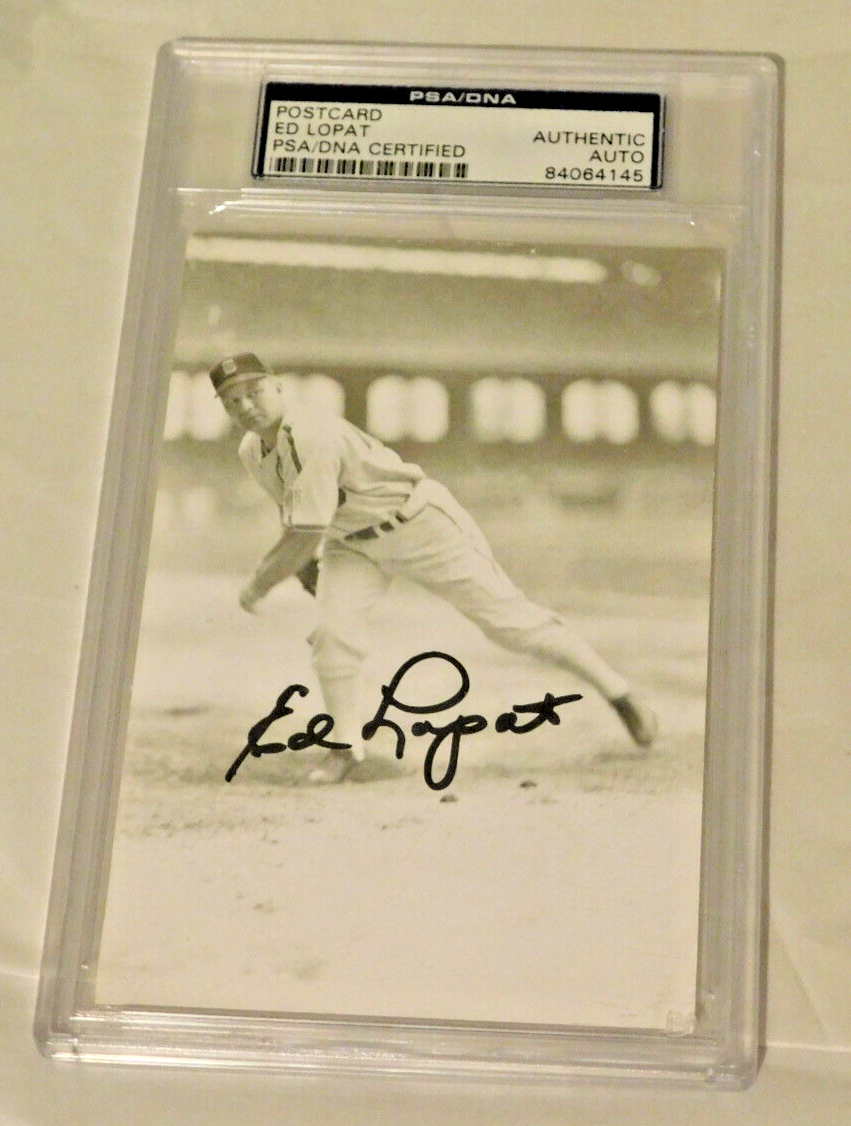 PSA/DNA
POSTCARD
ED LOPAT
PSA/DNA CERTIFIED
AUTHENTIC
AUTO
84064145
S
Ed Lopat